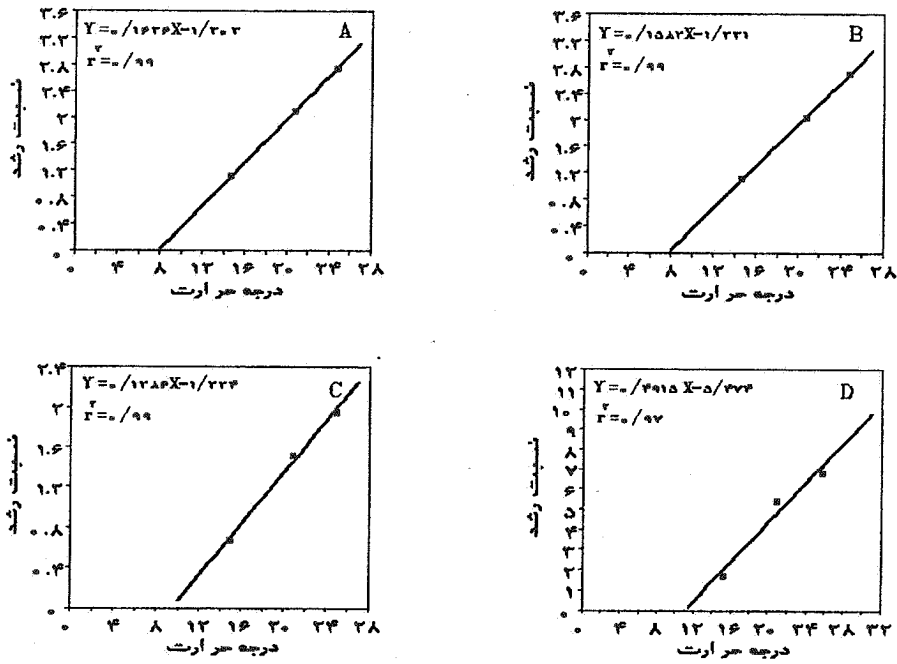 Y=۰/۱۶۳۶X-۱/۳۰۳
A
r²=۰/۹۹
۳.۶
۳.۲
۲.۸
۲.۴
۲
۱.۶
۱.۲
۰.۸
۰.۴
۰
نسبت رشد
۰ ۴ ۸ ۱۲ ۱۶ ۲۰ ۲۴ ۲۸
درجه حرارت
Y=۰/۱۵۸۲X-۱/۲۲۱
B
r²=۰/۹۹
۳.۶
۳.۲
۲.۸
۲.۴
۲
۱.۶
۱.۲
۰.۸
۰.۴
۰
نسبت رشد
۰ ۴ ۸ ۱۲ ۱۶ ۲۰ ۲۴ ۲۸
درجه حرارت
Y=۰/۱۲۸۶X-۱/۲۲۴
C
r²=۰/۹۹
۲.۴
۲
۱.۶
۱.۲
۰.۸
۰.۴
۰
نسبت رشد
۰ ۴ ۸ ۱۲ ۱۶ ۲۰ ۲۴ ۲۸
درجه حرارت
Y=۰/۴۹۱۵X-۵/۴۷۴
D
r²=۰/۹۲
۱۲
۱۱
۱۰
۹
۸
۷
۶
۵
۴
۳
۲
۱
۰
نسبت رشد
۰ ۴ ۸ ۱۲ ۱۶ ۲۰ ۲۴ ۲۸ ۳۲
درجه حرارت